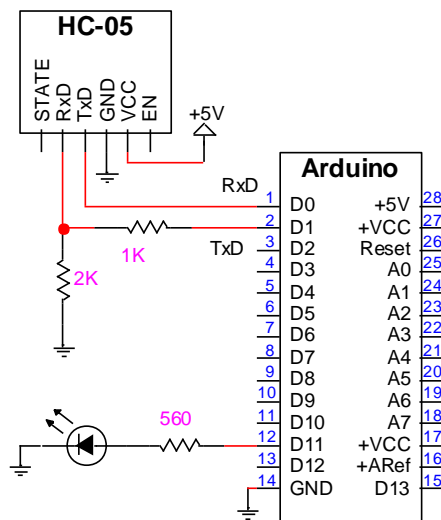 HC-05
STATE
RxD
TxD
GND
VCC
EN
+5V
Arduino
RxD
1 D0 +5V 28
2 D1 +VCC 27
TxD
3 D2 Reset 26
1K
4 D3 A0 25
2K
5 D4 A1 24
6 D5 A2 23
7 D6 A3 22
8 D7 A4 21
9 D8 A5 20
10 D9 A6 19
560
11 D10 A7 18
12 D11 +VCC 17
13 D12 +ARef 16
14 GND D13 15